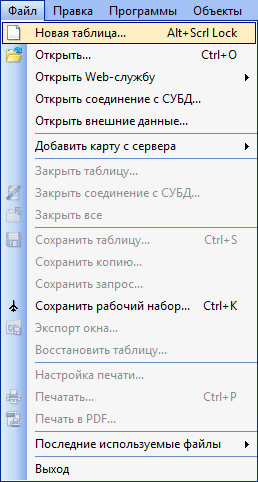 Файл Правка Программы Объекты
Новая таблица... Alt+Scrl Lock
Открыть... Ctrl+O
Открыть Web-службу
Открыть соединение с СУБД...
Открыть внешние данные...
Добавить карту с сервера
Закрыть таблицу...
Закрыть соединение с СУБД...
Закрыть все
Сохранить таблицу... Ctrl+S
Сохранить копию...
Сохранить запрос...
Сохранить рабочий набор... Ctrl+K
Экспорт окна...
Восстановить таблицу...
Настройка печати...
Печатать... Ctrl+P
Печать в PDF...
Последние используемые файлы
Выход